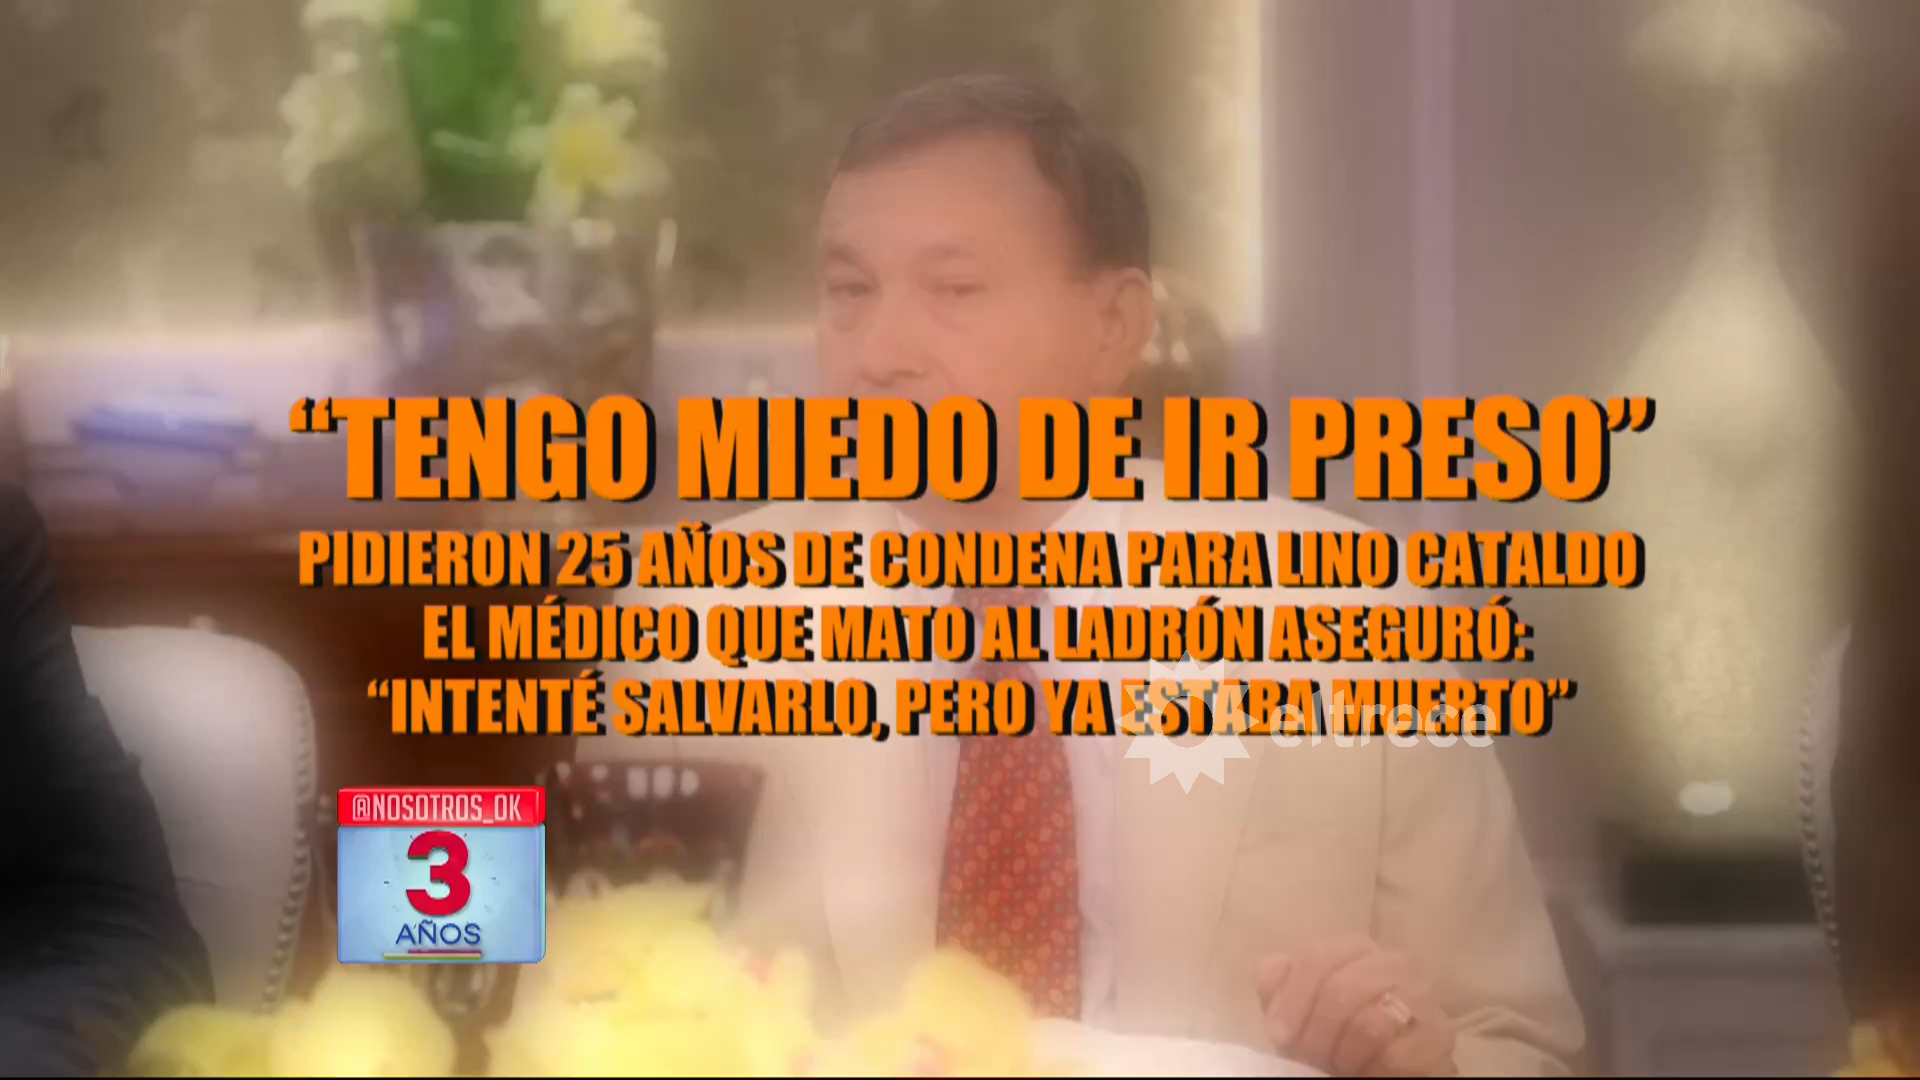 “TENGO MIEDO DE IR PRESO”
PIDIERON 25 AÑOS DE CONDENA PARA LINO CATALDO
EL MÉDICO QUE MATO AL LADRÓN ASEGURÓ:
“INTENTÉ SALVARLO, PERO YA ESTABA MUERTO”
eltrece
@NOSOTROS_OK
3
AÑOS